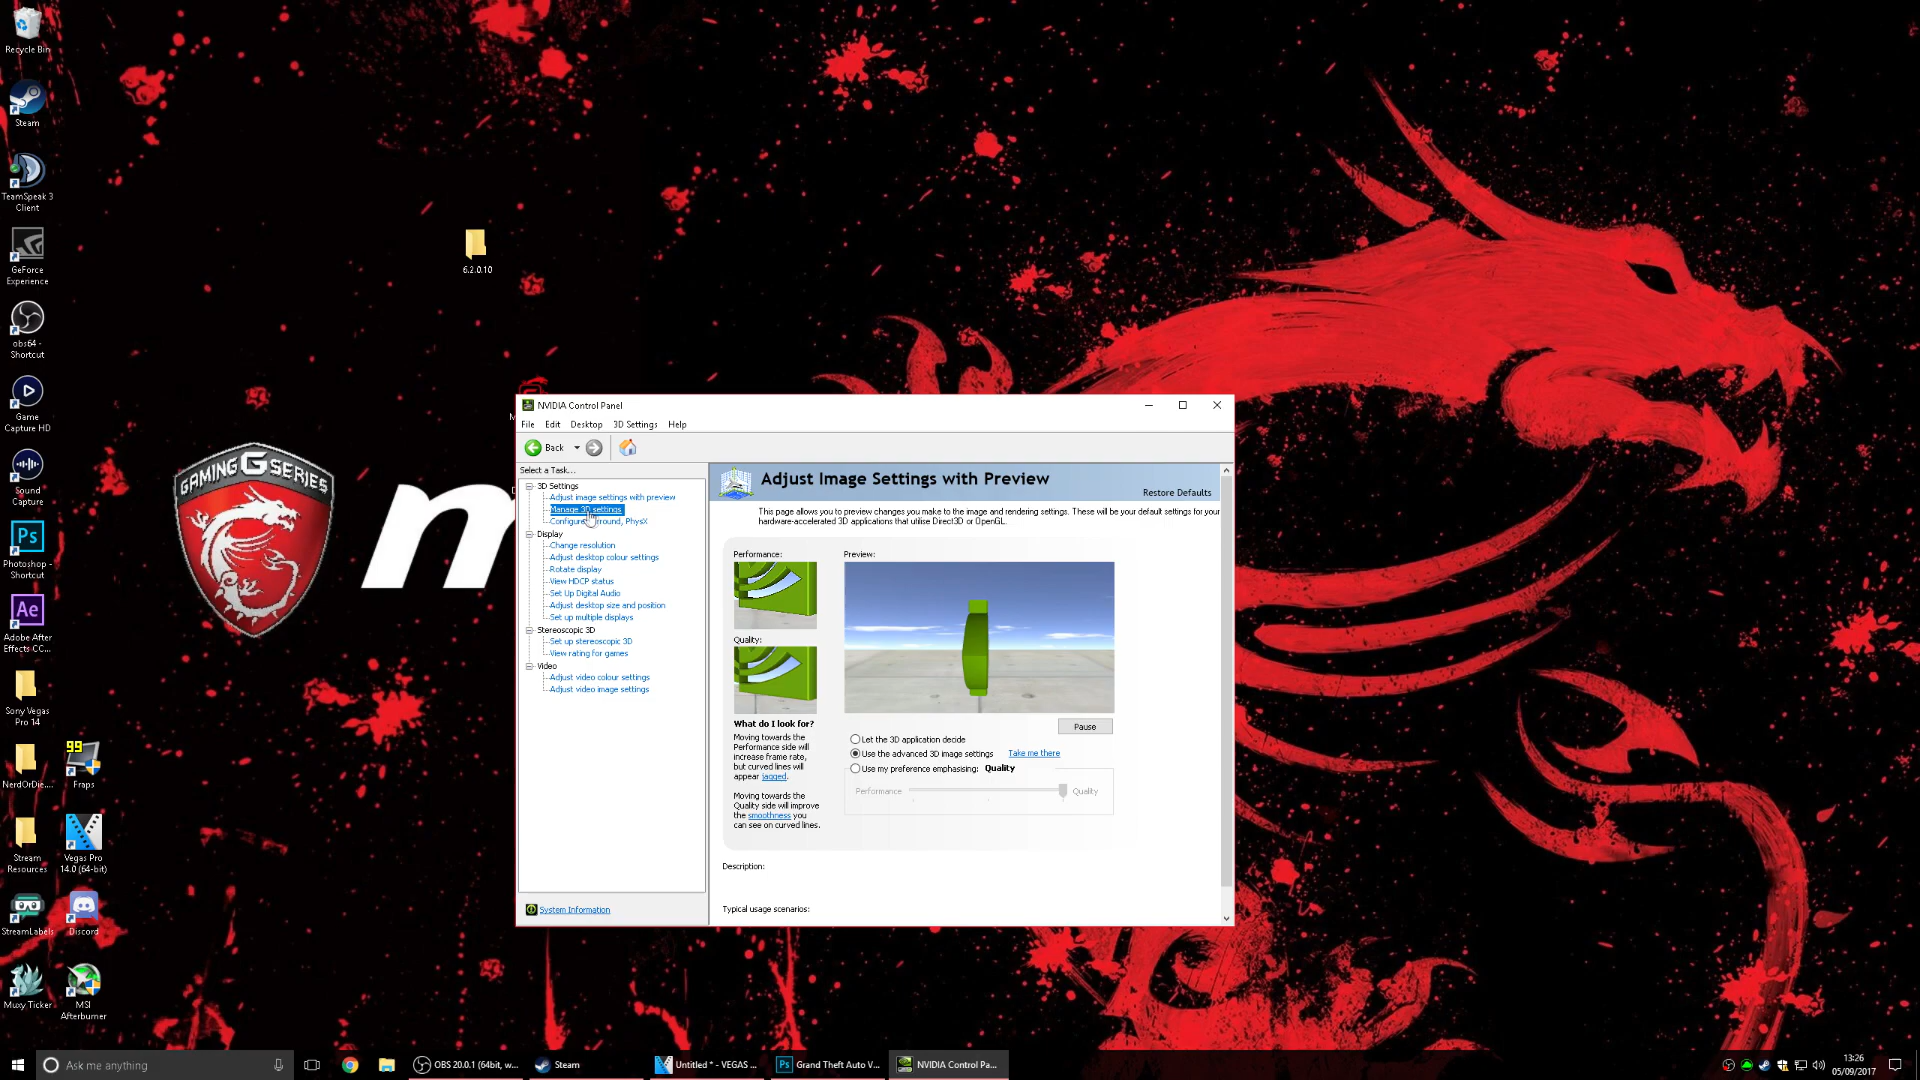 Recycle Bin
Steam
TeamSpeak 3
Client
GeForce
Experience
obs64 -
Shortcut
Game
Capture HD
Sound
Capture
Ps
Photoshop -
Shortcut
Ae
Adobe After
Effects CC...
Sony Vegas
Pro 14
NerdOrDie....
99
Fraps
Stream
Resources
Vegas Pro
14.0 (64-bit)
StreamLabels
Discord
Muxy Ticker
MSI
Afterburner
6.2.0.10
GAMING G SERIES
NVIDIA Control Panel
File Edit Desktop 3D Settings Help
Back
Select a Task...
3D Settings
Adjust image settings with preview
Manage 3D settings
Configure Surround, PhysX
Display
Change resolution
Adjust desktop colour settings
Rotate display
View HDCP status
Set Up Digital Audio
Adjust desktop size and position
Set up multiple displays
Stereoscopic 3D
Set up stereoscopic 3D
View rating for games
Video
Adjust video colour settings
Adjust video image settings
System Information
Adjust Image Settings with Preview
Restore Defaults
This page allows you to preview changes you make to the image and rendering settings. These will be your default settings for your
hardware-accelerated 3D applications that utilise Direct3D or OpenGL.
Performance:
Preview:
Quality:
What do I look for?
Moving towards the
Performance side will
increase frame rate,
but curved lines will
appear jagged.
Moving towards the
Quality side will improve
the smoothness you
can see on curved lines.
Pause
Let the 3D application decide
Use the advanced 3D image settings Take me there
Use my preference emphasising: Quality
Performance Quality
Description:
Typical usage scenarios:
Ask me anything
OBS 20.0.1 (64bit, w...
Steam
Untitled * - VEGAS ...
Ps Grand Theft Auto V...
NVIDIA Control Pa...
13:26
05/09/2017